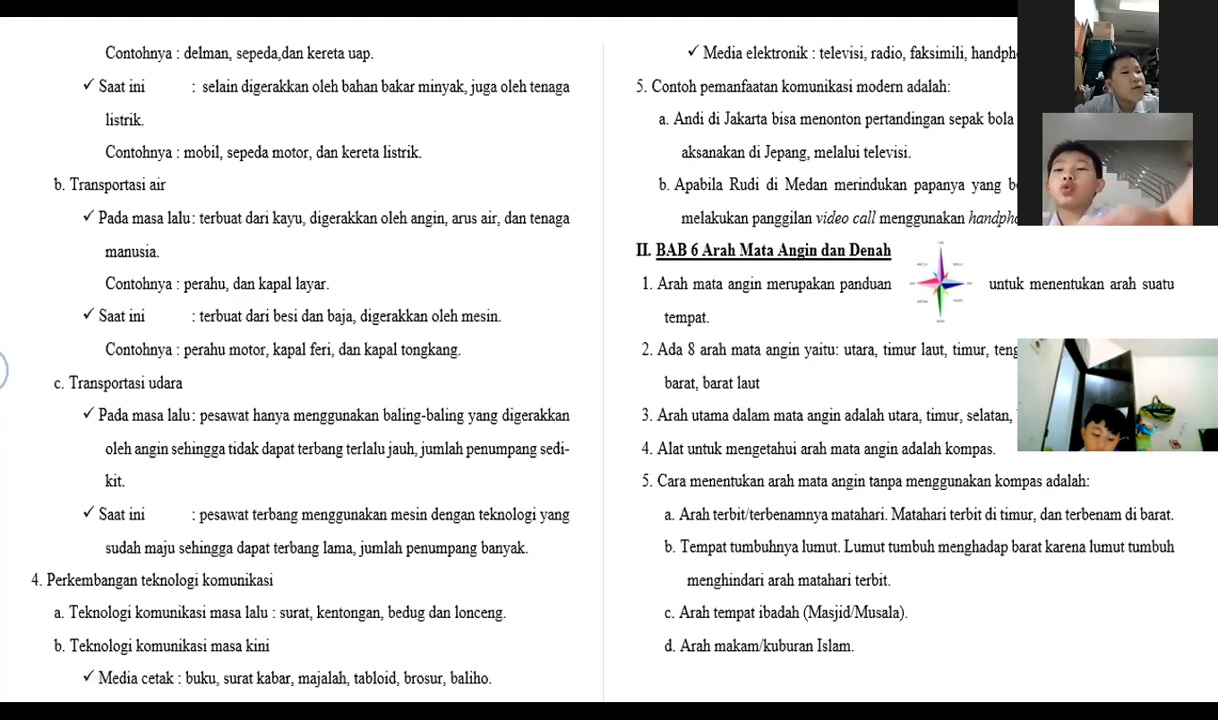 Contohnya : delman, sepeda,dan kereta uap.
✓ Saat ini : selain digerakkan oleh bahan bakar minyak, juga oleh tenaga
listrik.
Contohnya : mobil, sepeda motor, dan kereta listrik.
b. Transportasi air
✓ Pada masa lalu: terbuat dari kayu, digerakkan oleh angin, arus air, dan tenaga
manusia.
Contohnya : perahu, dan kapal layar.
✓ Saat ini : terbuat dari besi dan baja, digerakkan oleh mesin.
Contohnya : perahu motor, kapal feri, dan kapal tongkang.
c. Transportasi udara
✓ Pada masa lalu: pesawat hanya menggunakan baling-baling yang digerakkan
oleh angin sehingga tidak dapat terbang terlalu jauh, jumlah penumpang sedi-
kit.
✓ Saat ini : pesawat terbang menggunakan mesin dengan teknologi yang
sudah maju sehingga dapat terbang lama, jumlah penumpang banyak.
4. Perkembangan teknologi komunikasi
a. Teknologi komunikasi masa lalu : surat, kentongan, bedug dan lonceng.
b. Teknologi komunikasi masa kini
✓ Media cetak : buku, surat kabar, majalah, tabloid, brosur, baliho.
✓ Media elektronik : televisi, radio, faksimili,
5. Contoh pemanfaatan komunikasi modern adalah:
a. Andi di Jakarta bisa menonton pertandingan sepak bola
aksanakan di Jepang, melalui televisi.
b. Apabila Rudi di Medan merindukan papanya yang
melakukan panggilan video call menggunakan
II. BAB 6 Arah Mata Angin dan Denah
1. Arah mata angin merupakan panduan untuk menentukan arah suatu
tempat.
2. Ada 8 arah mata angin yaitu: utara, timur laut, timur,
barat, barat laut
3. Arah utama dalam mata angin adalah utara, timur, selatan,
4. Alat untuk mengetahui arah mata angin adalah kompas.
5. Cara menentukan arah mata angin tanpa menggunakan kompas adalah:
a. Arah terbit/terbenamnya matahari. Matahari terbit di timur, dan terbenam di barat.
b. Tempat tumbuhnya lumut. Lumut tumbuh menghadap barat karena lumut tumbuh
menghindari arah matahari terbit.
c. Arah tempat ibadah (Masjid/Musala).
d. Arah makam/kuburan Islam.